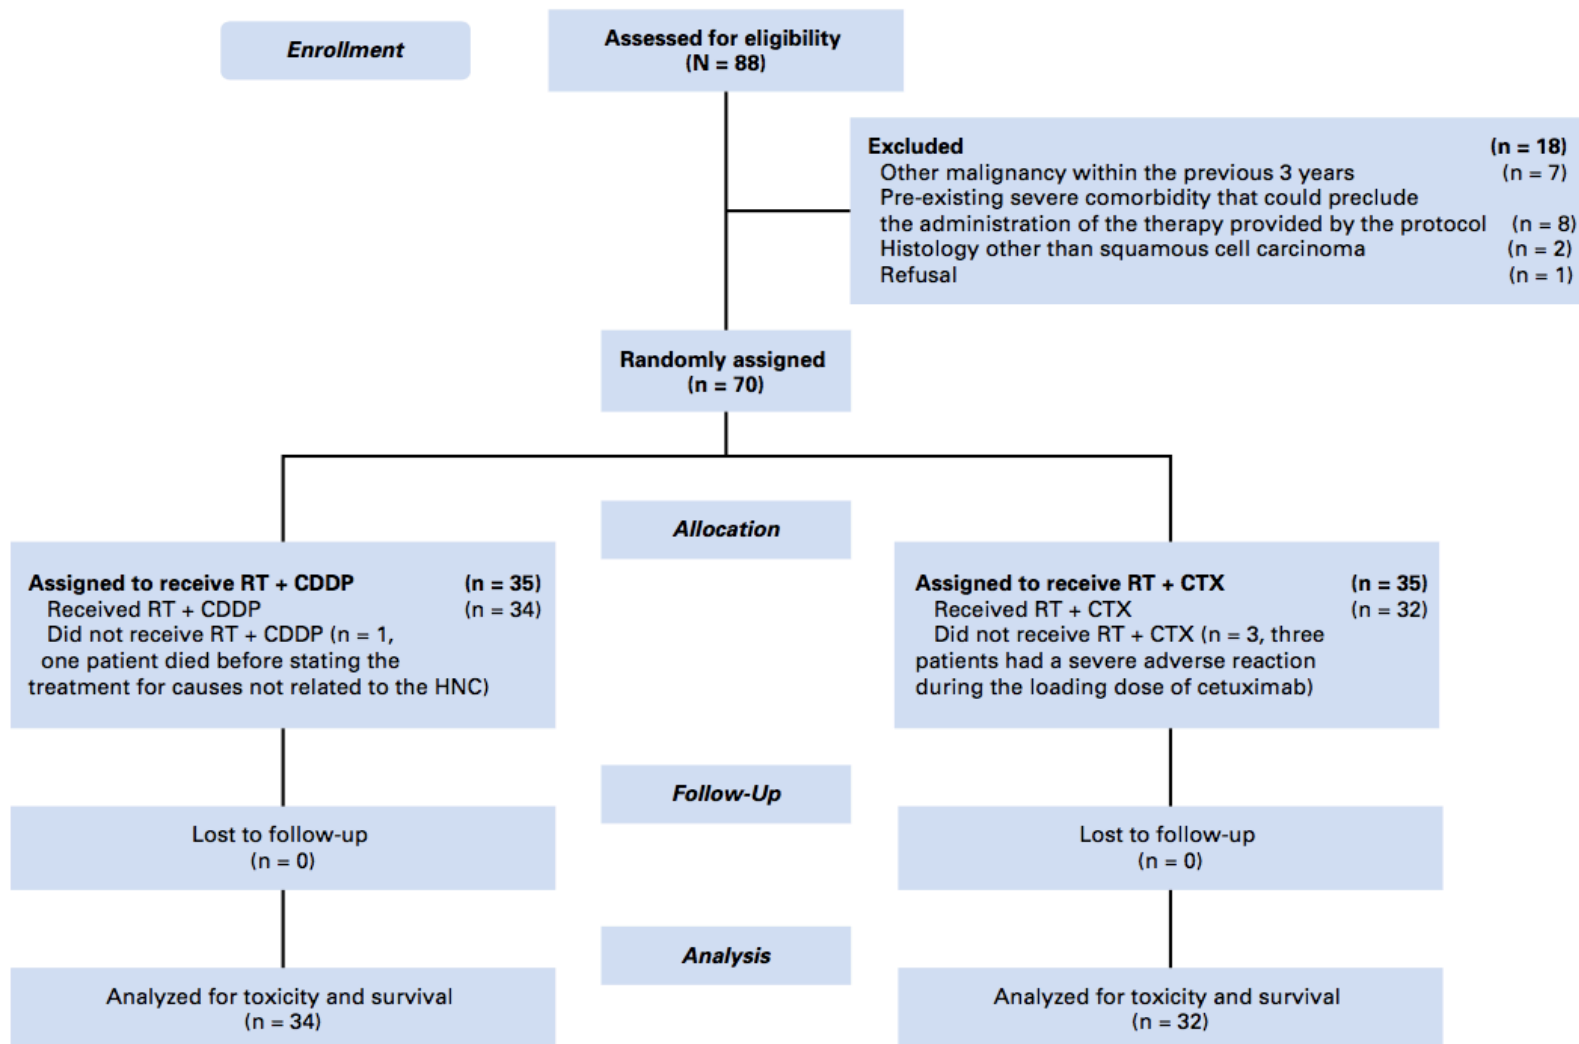 Enrollment
Assessed for eligibility
(N = 88)
Excluded (n = 18)
Other malignancy within the previous 3 years (n = 7)
Pre-existing severe comorbidity that could preclude
the administration of the therapy provided by the protocol (n = 8)
Histology other than squamous cell carcinoma (n = 2)
Refusal (n = 1)
Randomly assigned
(n = 70)
Allocation
Assigned to receive RT + CDDP (n = 35)
Received RT + CDDP (n = 34)
Did not receive RT + CDDP (n = 1,
one patient died before stating the
treatment for causes not related to the HNC)
Assigned to receive RT + CTX (n = 35)
Received RT + CTX (n = 32)
Did not receive RT + CTX (n = 3, three
patients had a severe adverse reaction
during the loading dose of cetuximab)
Follow-Up
Lost to follow-up
(n = 0)
Lost to follow-up
(n = 0)
Analysis
Analyzed for toxicity and survival
(n = 34)
Analyzed for toxicity and survival
(n = 32)